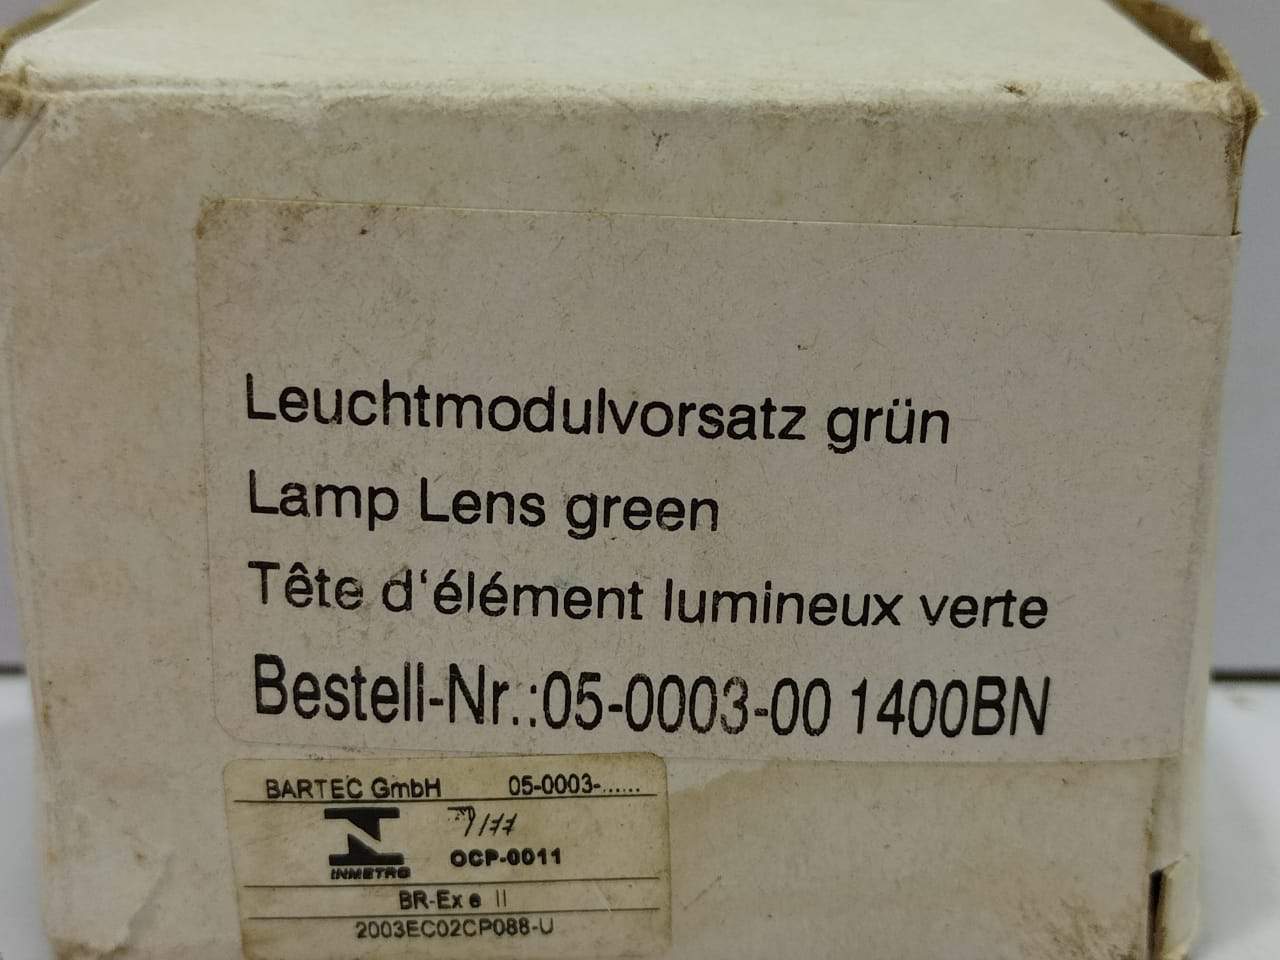 Leuchtmodulvorsatz grün
Lamp Lens green
Tête d'élément lumineux verte
Bestell-Nr.:05-0003-00 1400BN
BARTEC GmbH 05-0003-......
INMETRO OCP-0011
BR-Ex e II
2003EC02CP088-U